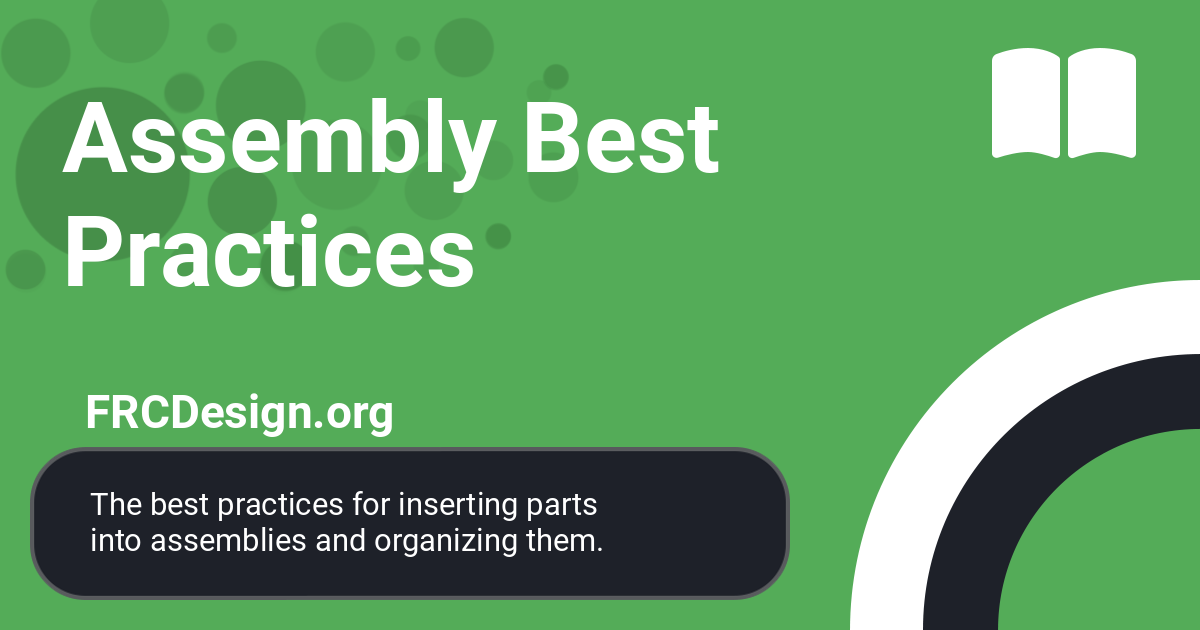 Assembly Best
Practices
FRCDesign.org
The best practices for inserting parts
into assemblies and organizing them.